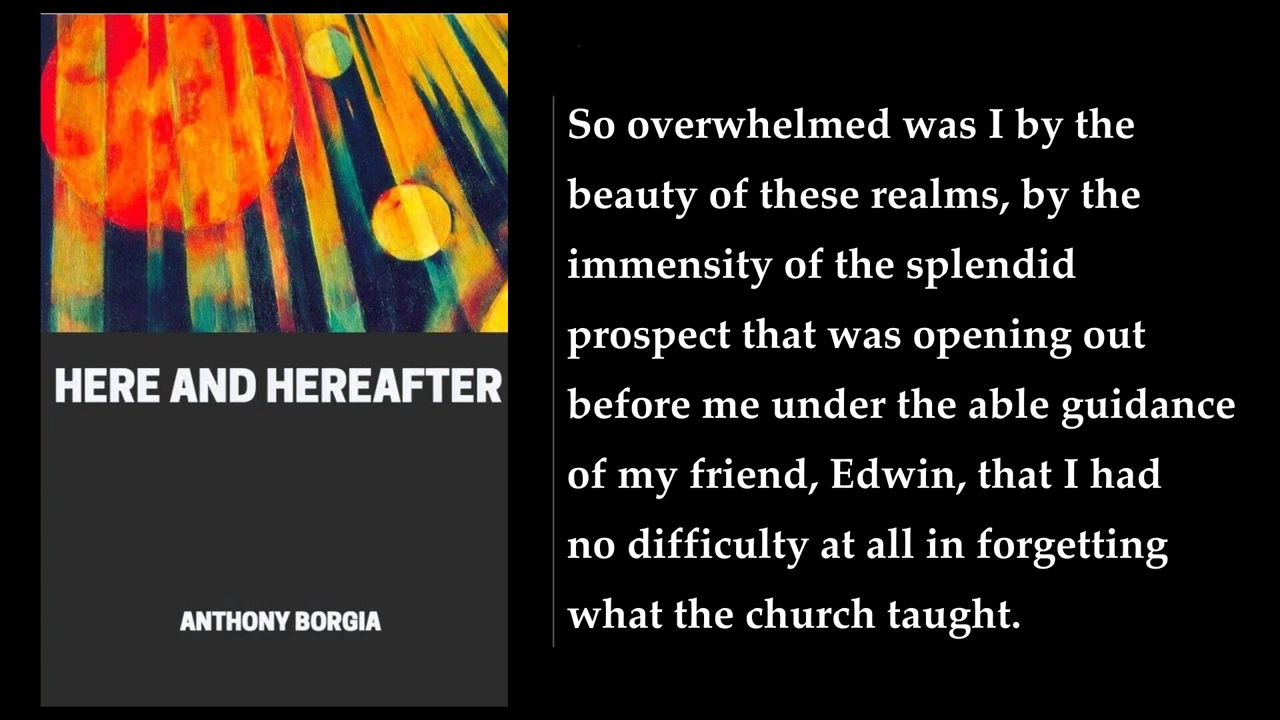 HERE AND HEREAFTER
ANTHONY BORGIA
So overwhelmed was I by the
beauty of these realms, by the
immensity of the splendid
prospect that was opening out
before me under the able guidance
of my friend, Edwin, that I had
no difficulty at all in forgetting
what the church taught.